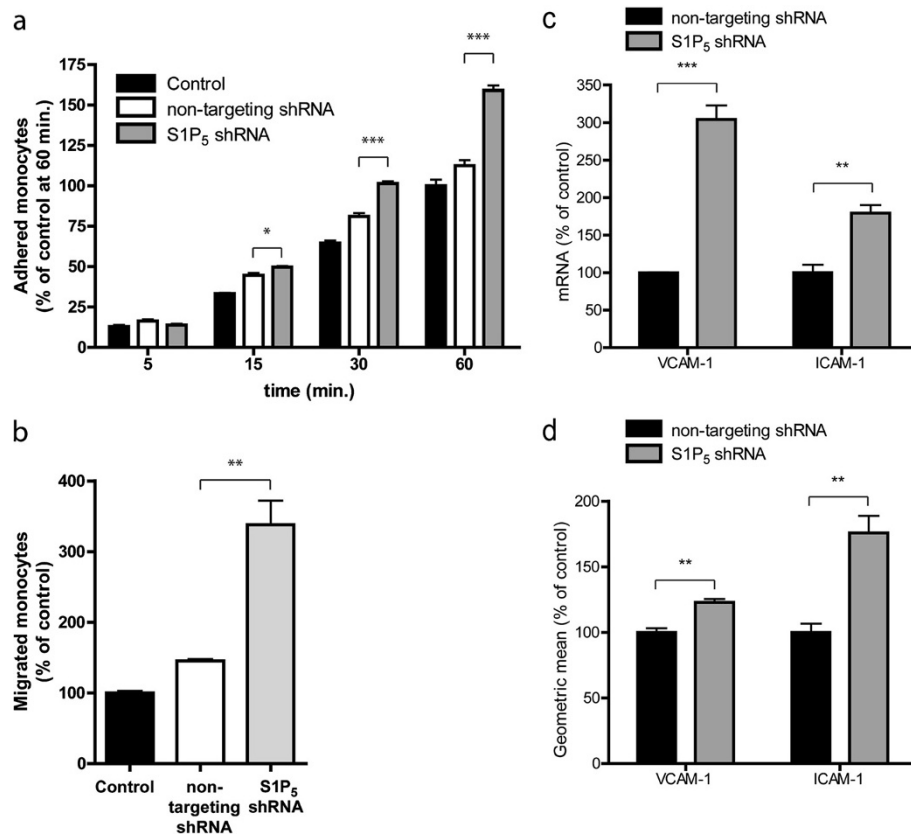 a
Adhered monocytes
(% of control at 60 min.)
175
150
125
100
75
50
25
0
Control
non-targeting shRNA
S1P5 shRNA
*
***
***
5
15
30
60
time (min.)
b
Migrated monocytes
(% of control)
400
300
200
100
0
**
Control
non-
targeting
shRNA
S1P5
shRNA
c
non-targeting shRNA
S1P5 shRNA
mRNA (% of control)
350
300
250
200
150
100
50
0
***
**
VCAM-1
ICAM-1
d
non-targeting shRNA
S1P5 shRNA
Geometric mean (% of control)
200
150
100
50
0
**
**
VCAM-1
ICAM-1